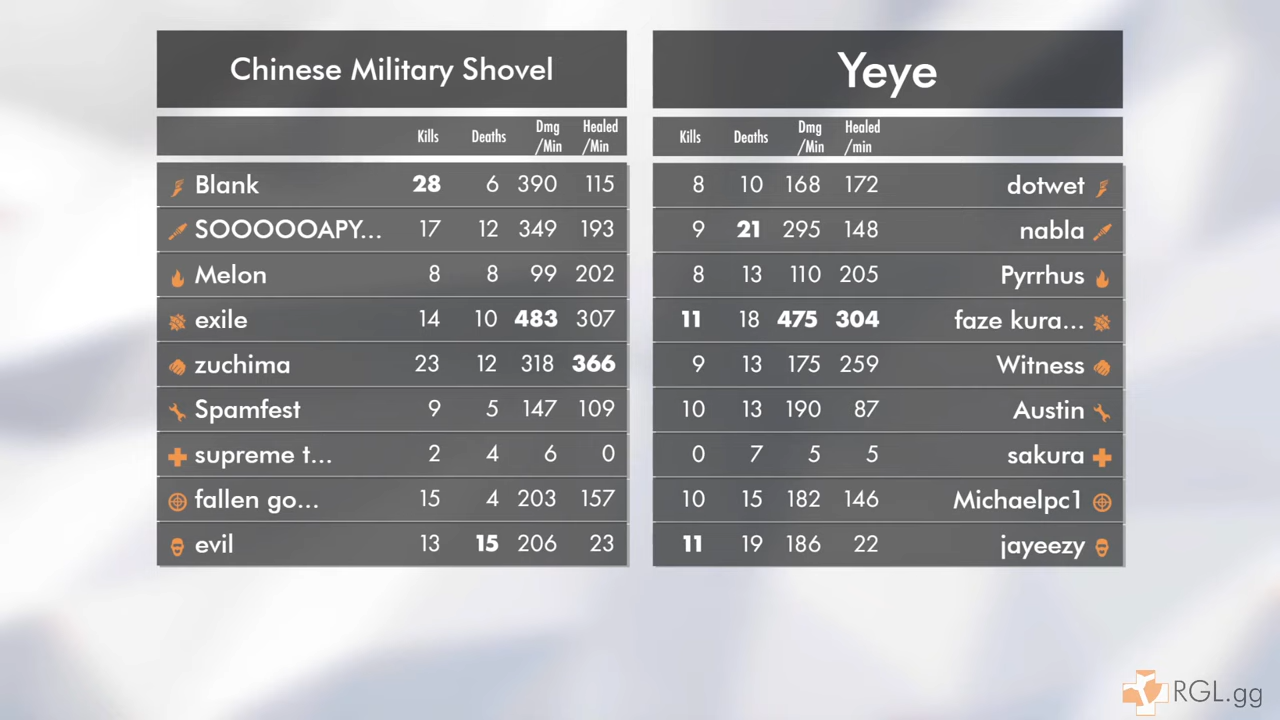 Chinese Military Shovel
Kills Deaths Dmg /Min Healed /Min
Blank 28 6 390 115
SOOOOOAPY... 17 12 349 193
Melon 8 8 99 202
exile 14 10 483 307
zuchima 23 12 318 366
Spamfest 9 5 147 109
supreme t... 2 4 6 0
fallen go... 15 4 203 157
evil 13 15 206 23
Yeye
Kills Deaths Dmg /Min Healed /min
8 10 168 172 dotwet
9 21 295 148 nabla
8 13 110 205 Pyrrhus
11 18 475 304 faze kura...
9 13 175 259 Witness
10 13 190 87 Austin
0 7 5 5 sakura
10 15 182 146 Michaelpc1
11 19 186 22 jayeezy
RGL.gg